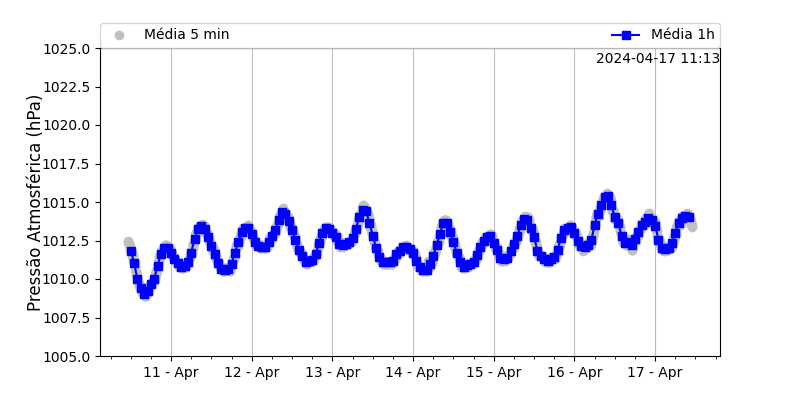 Média 5 min
Média 1h
2024-04-17 11:13
Pressão Atmosférica (hPa)
1025.0
1022.5
1020.0
1017.5
1015.0
1012.5
1010.0
1007.5
1005.0
11 - Apr
12 - Apr
13 - Apr
14 - Apr
15 - Apr
16 - Apr
17 - Apr